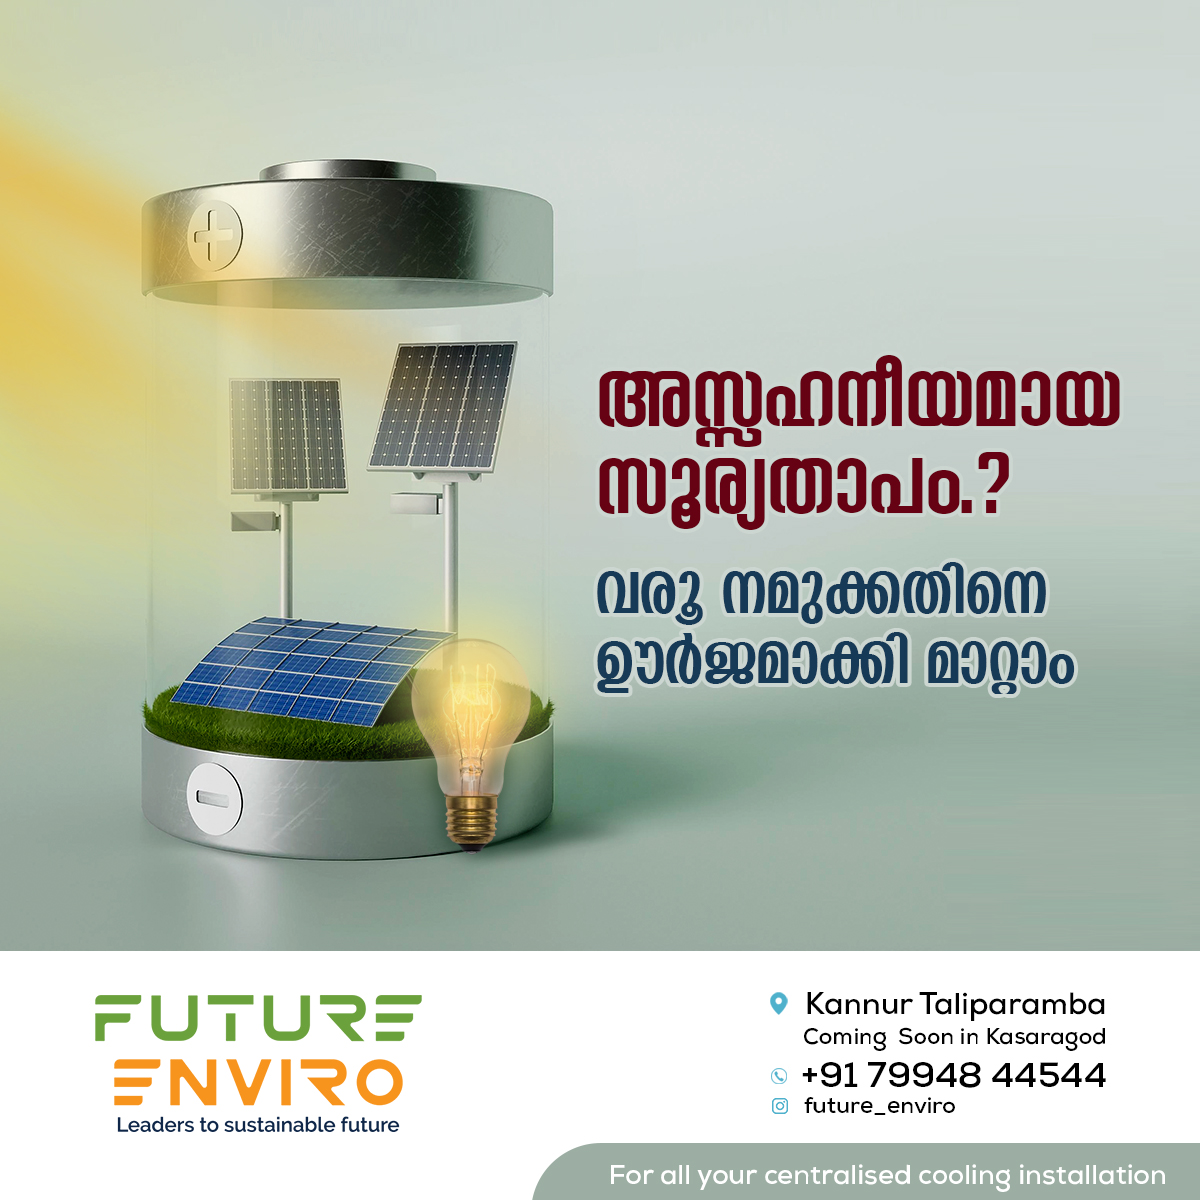 അസ്സഹനീയമായ
സൂര്യതാപം.?
വരൂ നമുക്കതിനെ
ഊർജമാക്കി മാറ്റാം
FUTURE
ENVIRO
Leaders to sustainable future
Kannur Taliparamba
Coming Soon in Kasaragod
+91 79948 44544
future_enviro
For all your centralised cooling installation